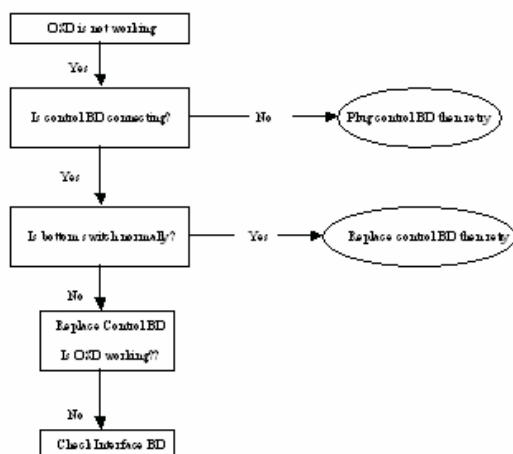 OSD is not working
Yes
Is control BD connecting?
No
Plug control BD then retry
Yes
Is bottom switch normally?
Yes
Replace control BD then retry
No
Replace Control BD
Is OSD working??
No
Check Interface BD